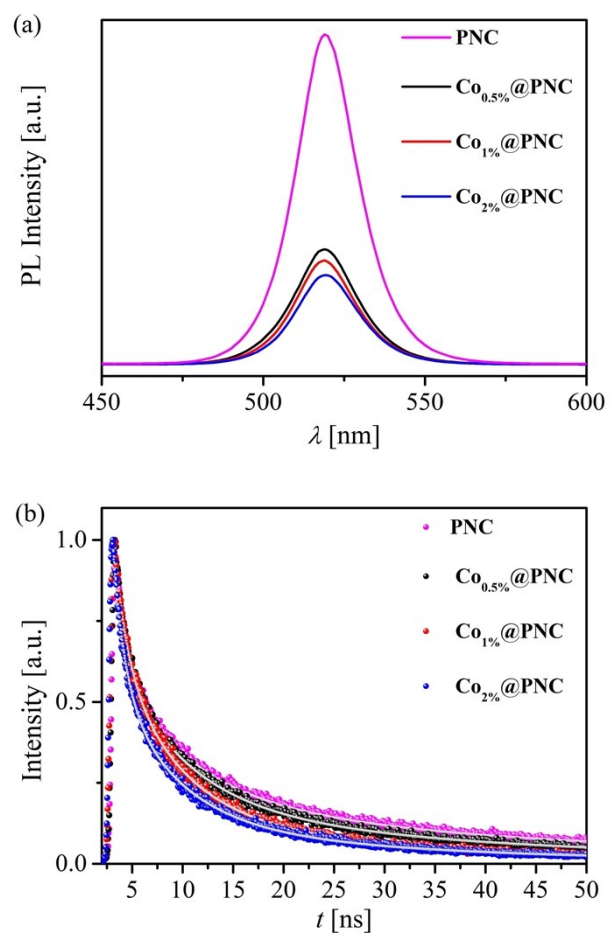 (a)
PNC
Co0.5%@PNC
Co1%@PNC
Co2%@PNC
PL Intensity [a.u.]
450 500 550 600
λ [nm]
(b)
PNC
Co0.5%@PNC
Co1%@PNC
Co2%@PNC
1.0
0.5
0.0
Intensity [a.u.]
5 10 15 20 25 30 35 40 45 50
t [ns]